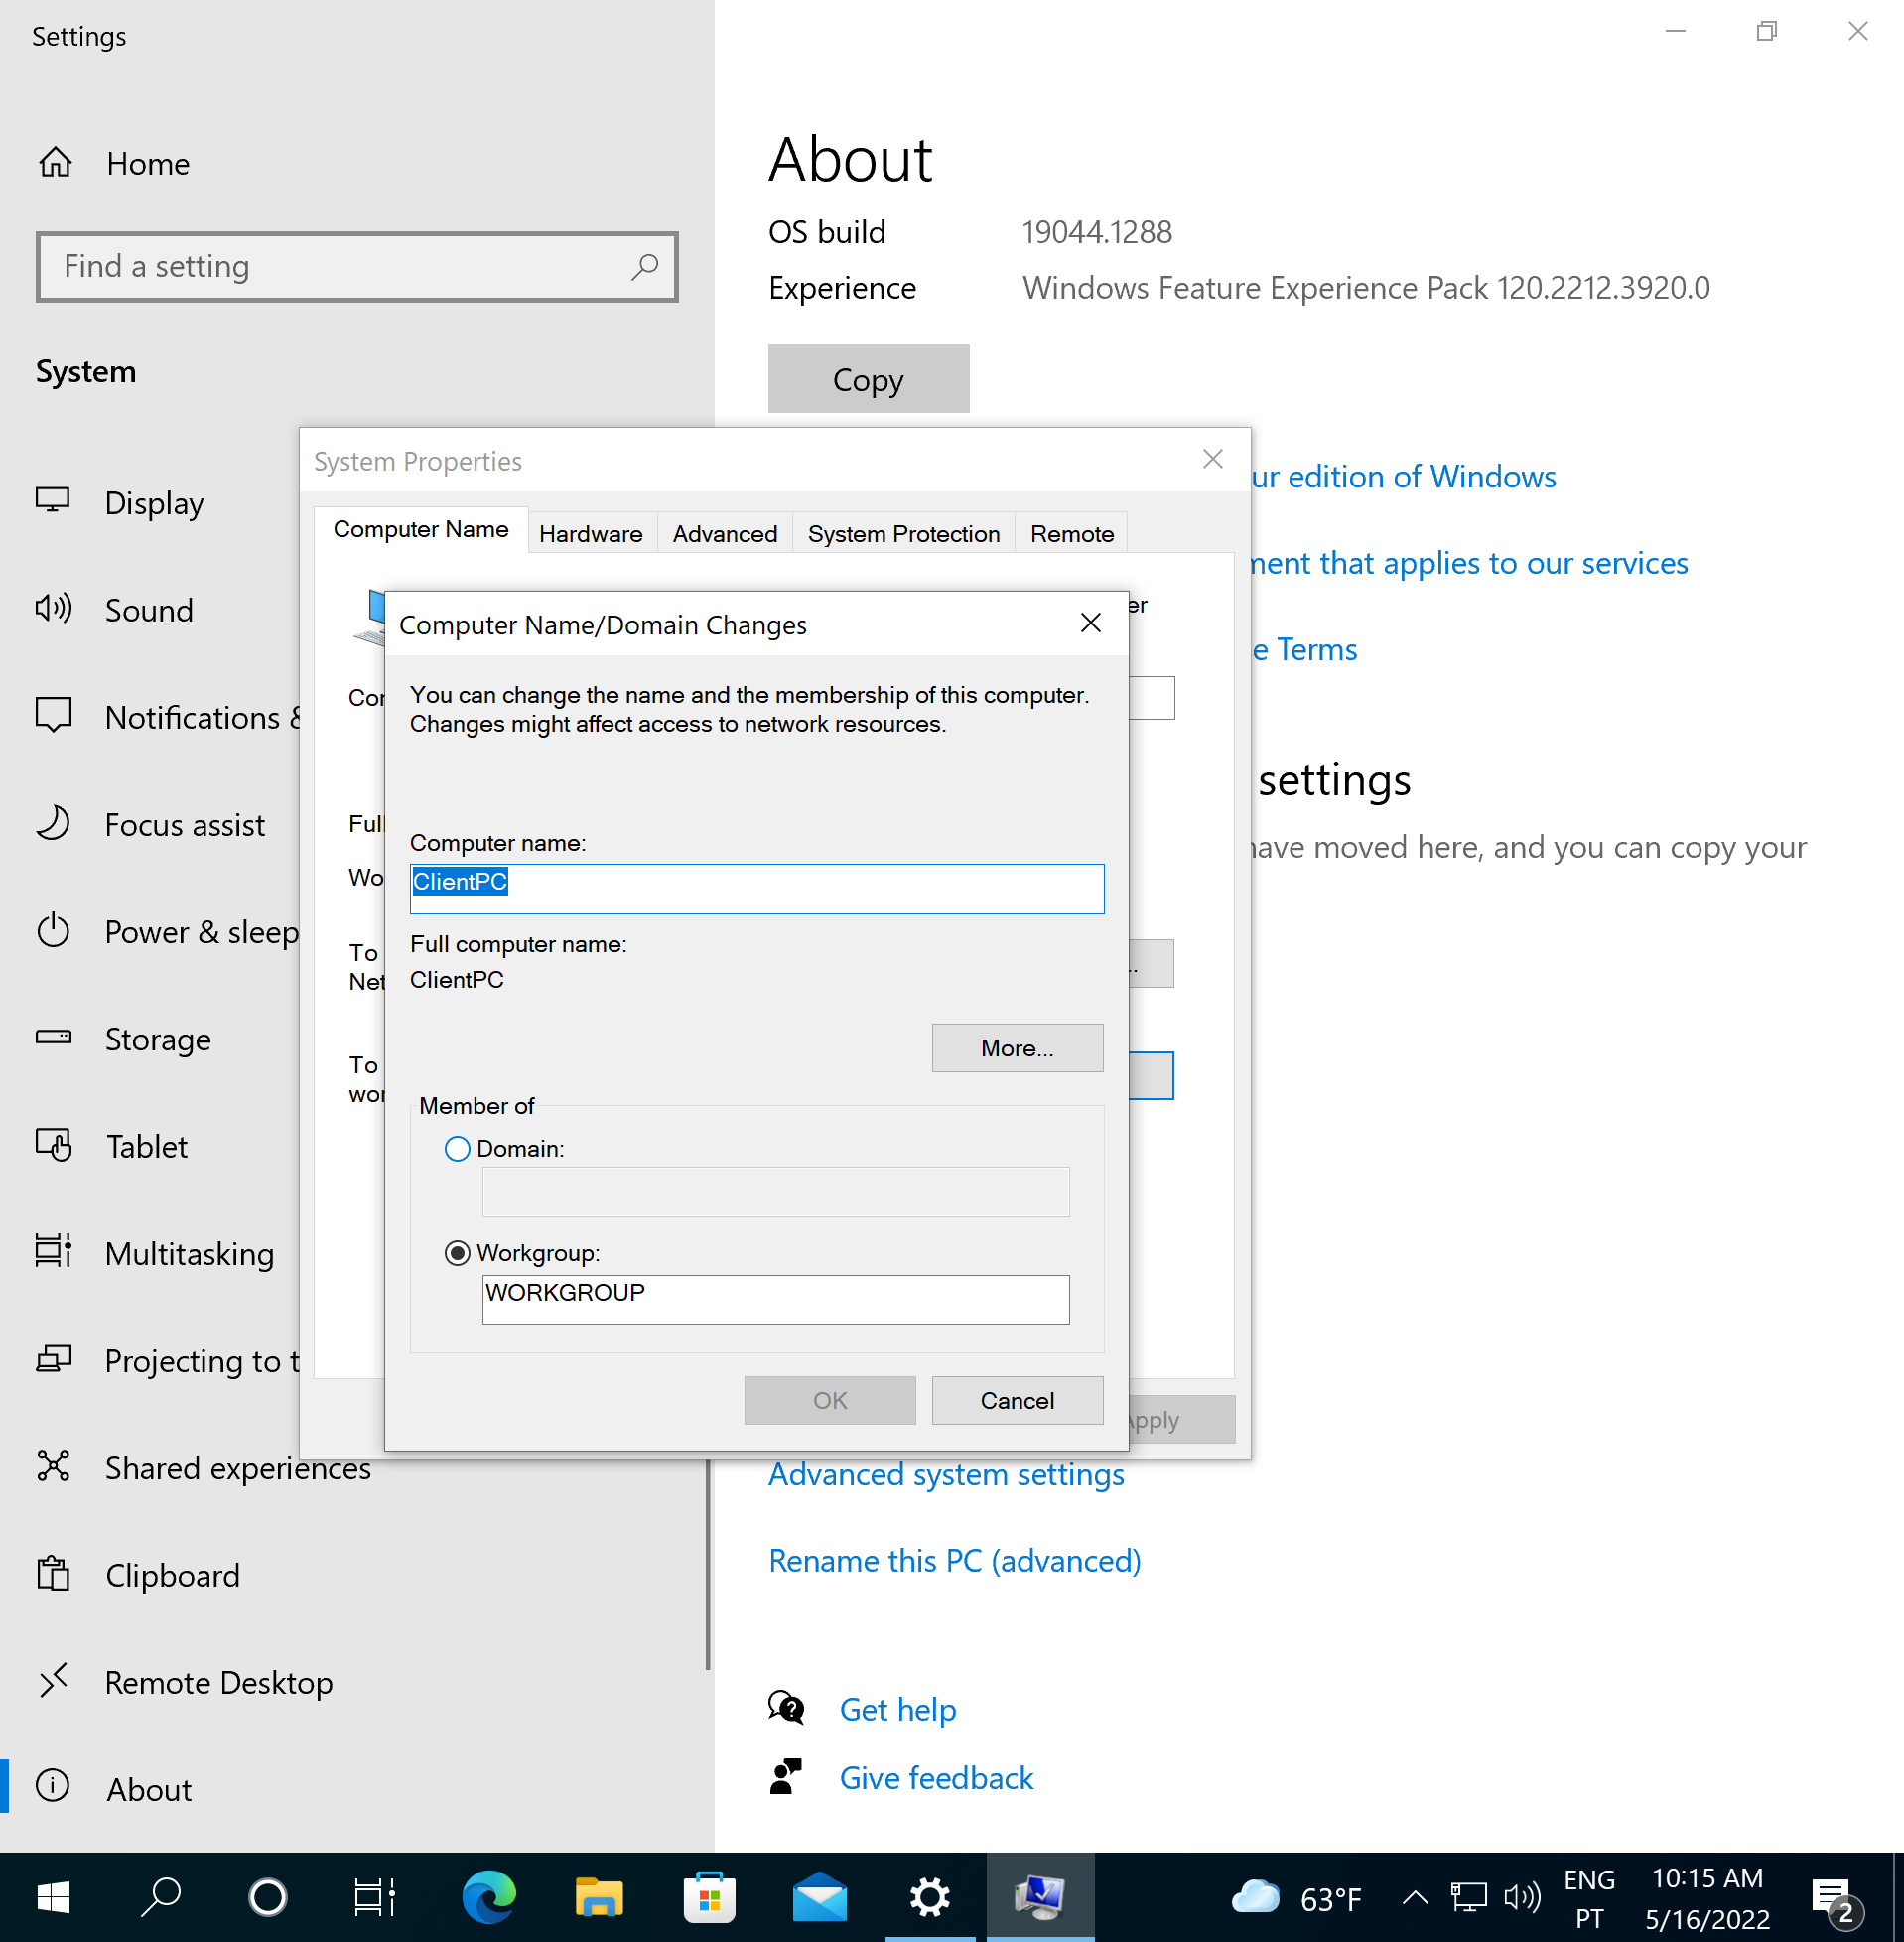 Settings
Home
Find a setting
System
Display
Sound
Notifications &
Focus assist
Power & sleep
Storage
Tablet
Multitasking
Projecting to t
Shared experiences
Clipboard
Remote Desktop
About
About
OS build 19044.1288
Experience Windows Feature Experience Pack 120.2212.3920.0
Copy
ur edition of Windows
ment that applies to our services
e Terms
settings
have moved here, and you can copy your
Advanced system settings
Rename this PC (advanced)
Get help
Give feedback
System Properties
Computer Name Hardware Advanced System Protection Remote
er
Con
Full
Wo
To
Net
..
To
wor
Apply
Computer Name/Domain Changes
You can change the name and the membership of this computer.
Changes might affect access to network resources.
Computer name:
ClientPC
Full computer name:
ClientPC
More...
Member of
Domain:
Workgroup:
WORKGROUP
OK Cancel
63°F
ENG
PT
10:15 AM
5/16/2022
2